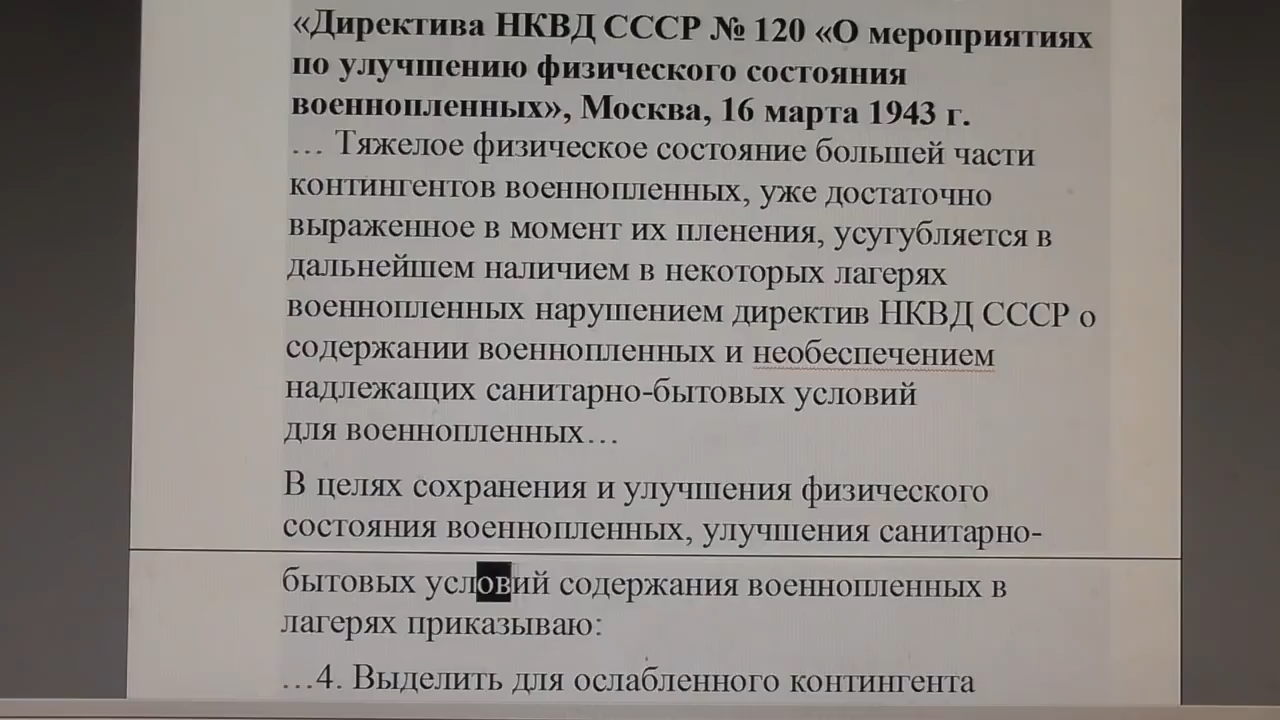 «Директива НКВД СССР № 120 «О мероприятиях
по улучшению физического состояния
военнопленных», Москва, 16 марта 1943 г.
… Тяжелое физическое состояние большей части
контингентов военнопленных, уже достаточно
выраженное в момент их пленения, усугубляется в
дальнейшем наличием в некоторых лагерях
военнопленных нарушением директив НКВД СССР о
содержании военнопленных и необеспечением
надлежащих санитарно-бытовых условий
для военнопленных…
В целях сохранения и улучшения физического
состояния военнопленных, улучшения санитарно-
бытовых условий содержания военнопленных в
лагерях приказываю:
…4. Выделить для ослабленного контингента